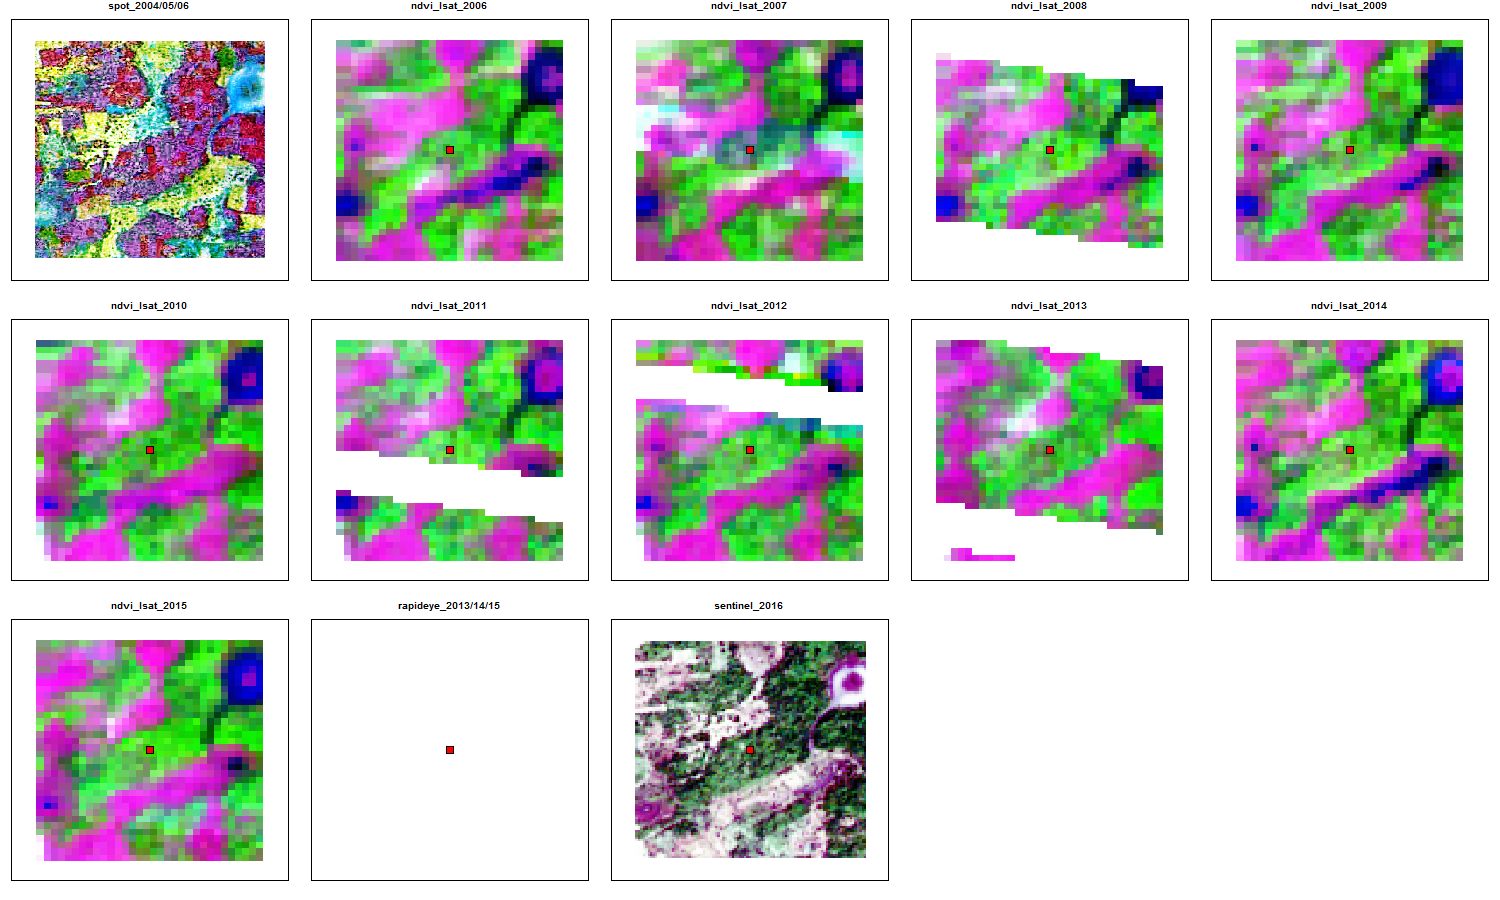 spot_2004/05/06
ndvi_lsat_2006
ndvi_lsat_2007
ndvi_lsat_2008
ndvi_lsat_2009
ndvi_lsat_2010
ndvi_lsat_2011
ndvi_lsat_2012
ndvi_lsat_2013
ndvi_lsat_2014
ndvi_lsat_2015
rapideye_2013/14/15
sentinel_2016